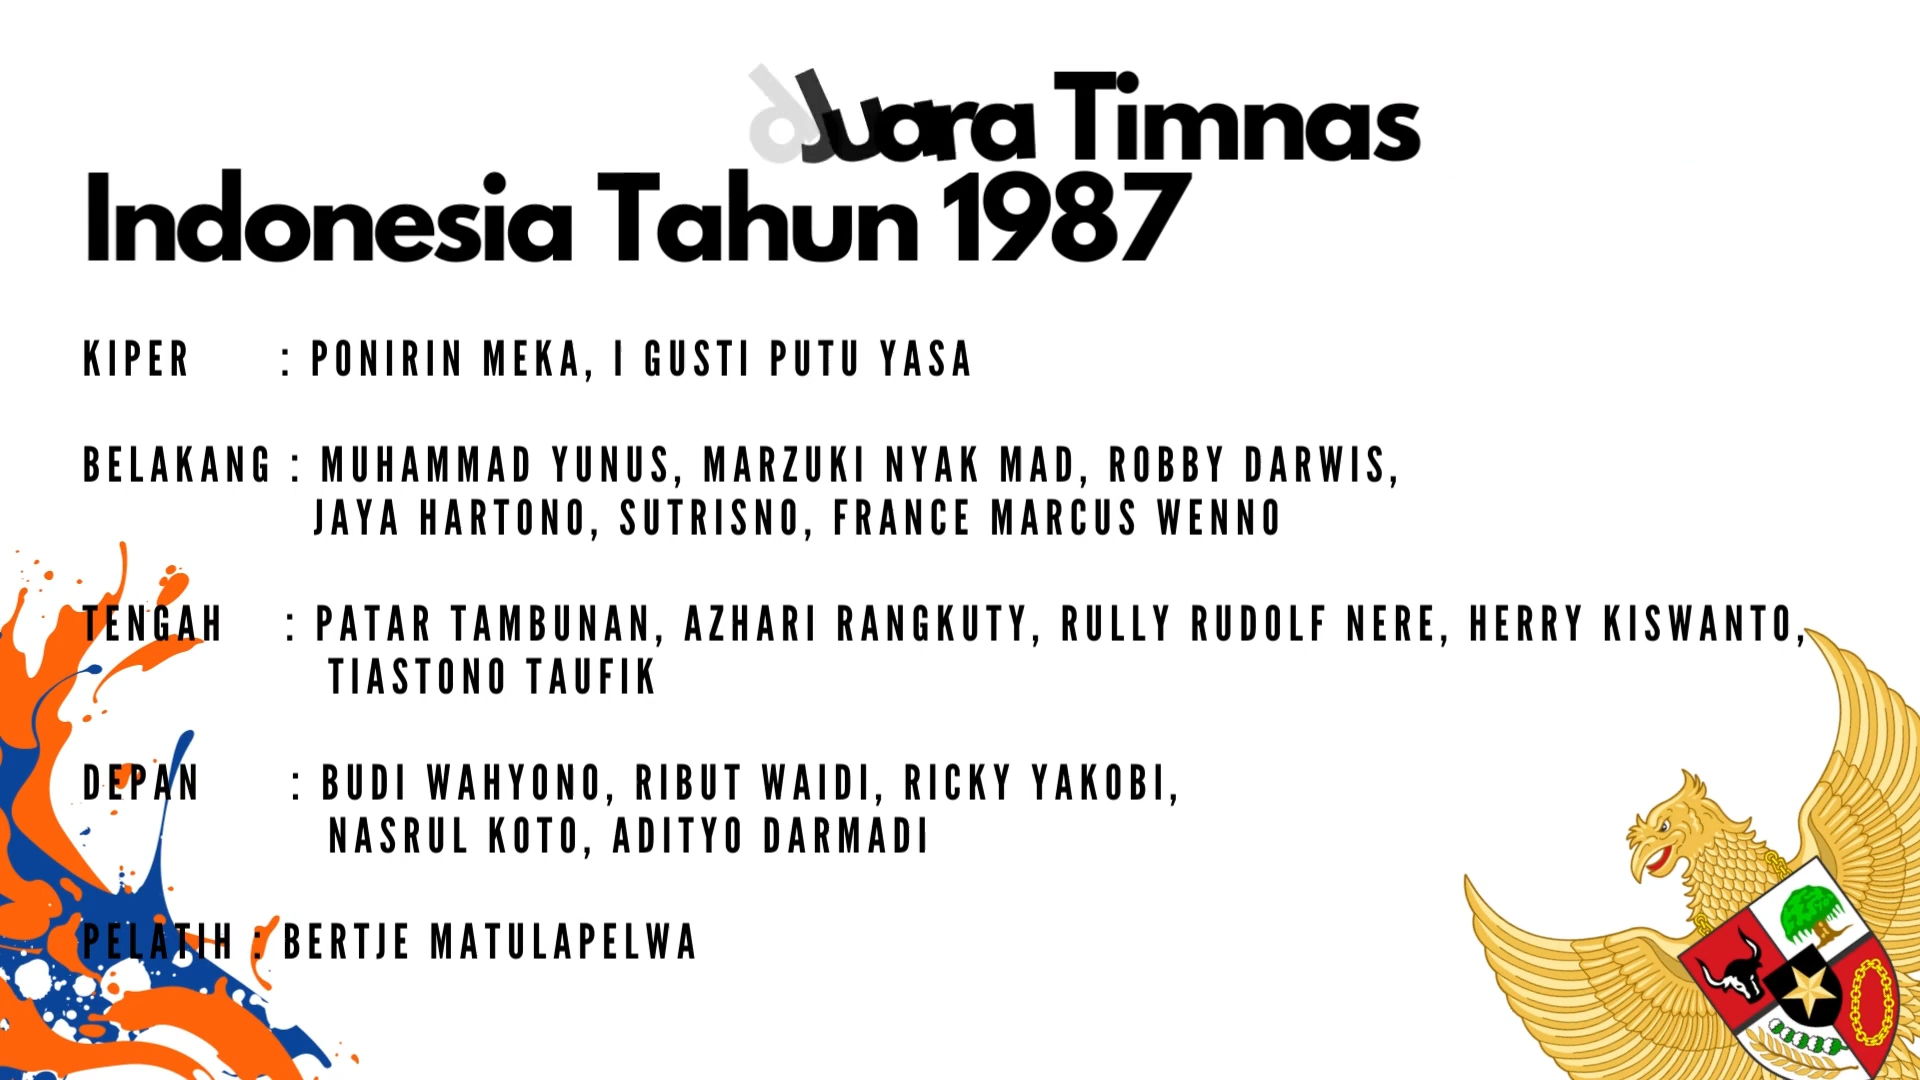 Timnas
Indonesia Tahun 1987
KIPER : PONIRIN MEKA, I GUSTI PUTU YASA
BELAKANG : MUHAMMAD YUNUS, MARZUKI NYAK MAD, ROBBY DARWIS,
JAYA HARTONO, SUTRISNO, FRANCE MARCUS WENNO
TENGAH : PATAR TAMBUNAN, AZHARI RANGKUTY, RULLY RUDOLF NERE, HERRY KISWANTO,
TIASTONO TAUFIK
DEPAN : BUDI WAHYONO, RIBUT WAIDI, RICKY YAKOBI,
NASRUL KOTO, ADITYO DARMADI
PELATIH : BERTJE MATULAPELWA